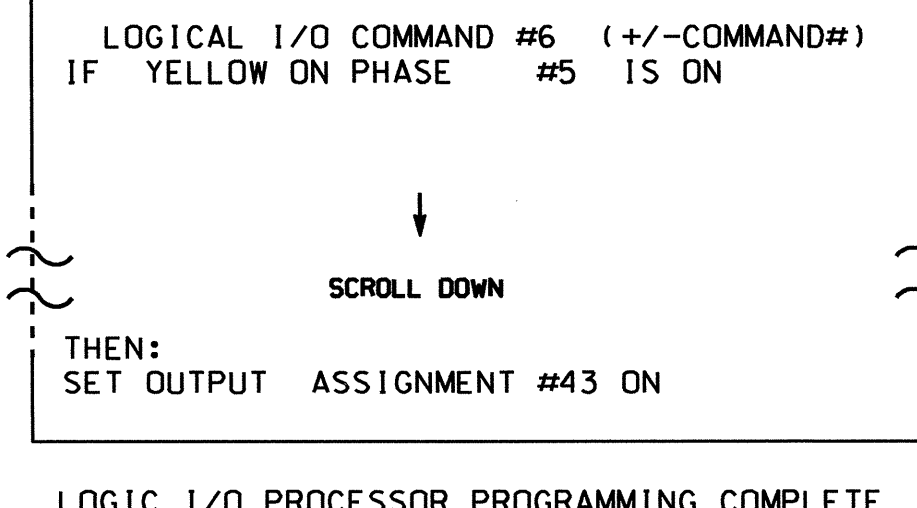 LOGICAL I/O COMMAND #6 (+/-COMMAND#)
IF YELLOW ON PHASE #5 IS ON
SCROLL DOWN
THEN:
SET OUTPUT ASSIGNMENT #43 ON
LOGIC I/O PROCESSOR PROGRAMMING COMPLETE